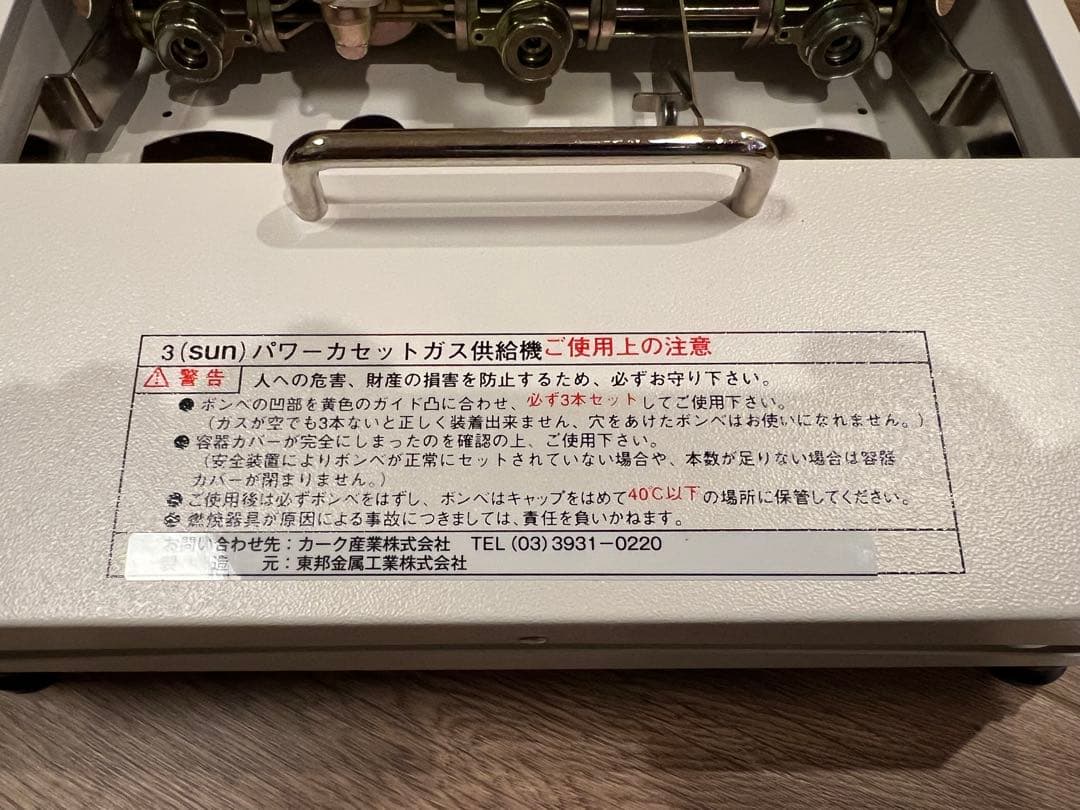 3(sun)パワーカセットガス供給機ご使用上の注意
警告 人への危害、財産の損害を防止するため、必ずお守り下さい。
●ボンベの凹部を黄色のガイド凸に合わせ、必ず3本セットしてご使用下さい。
(ガスが空でも3本ないと正しく装着出来ません、穴をあけたボンベはお使いになれません。)
●容器カバーが完全にしまったのを確認の上、ご使用下さい。
(安全装置によりボンベが正常にセットされていない場合や、本数が足りない場合は容器
カバーが閉まりません。)
●ご使用後は必ずボンベをはずし、ボンベはキャップをはめて40℃以下の場所に保管してください。
●燃焼器具が原因による事故につきましては、責任を負いかねます。
お問い合わせ先：カーク産業株式会社 TEL(03)3931-0220
造 元：東邦金属工業株式会社